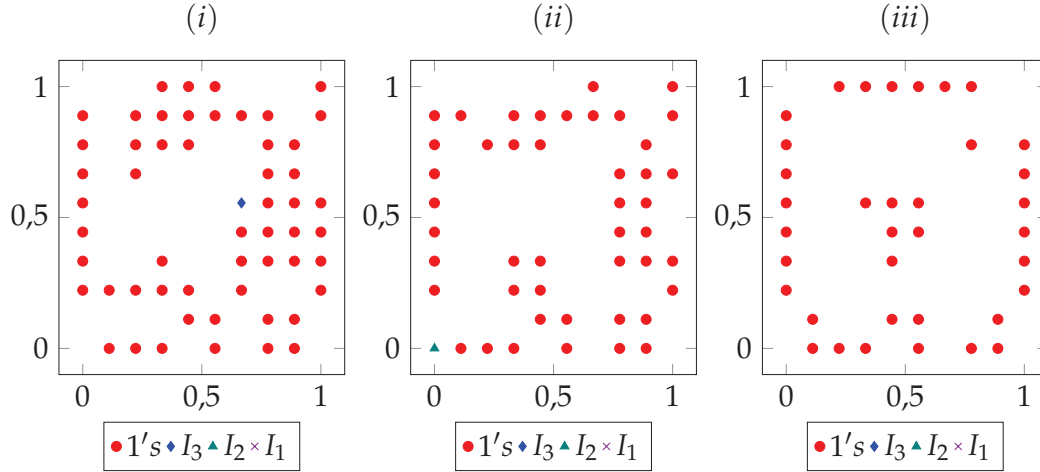 (i) (ii) (iii)
1 1 1
0,5 0,5 0,5
0 0 0
0 0,5 1 0 0,5 1 0 0,5 1
1's I3 I2 I1 1's I3 I2 I1 1's I3 I2 I1